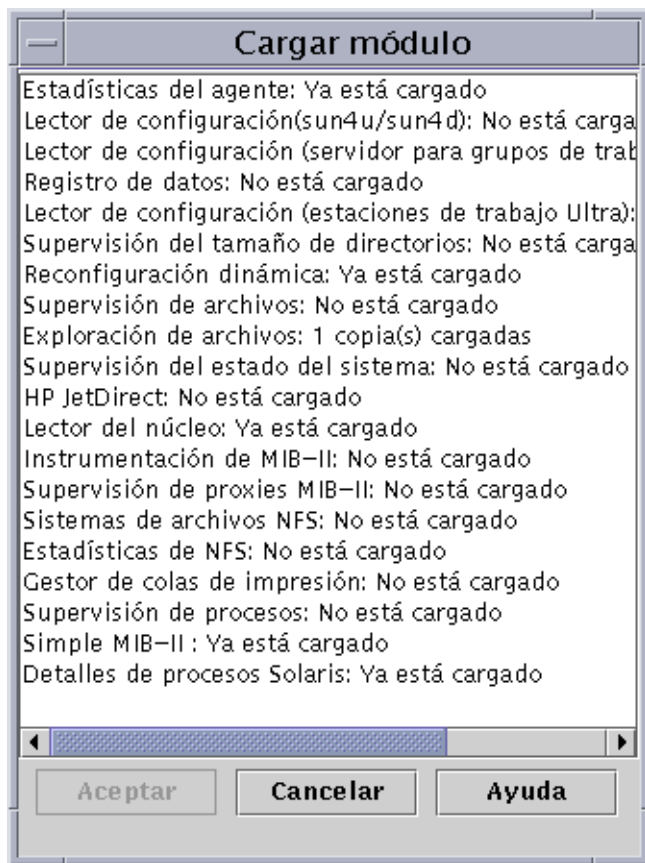 Cargar módulo
Estadísticas del agente: Ya está cargado
Lector de configuración(sun4u/sun4d): No está carga
Lector de configuración (servidor para grupos de trab
Registro de datos: No está cargado
Lector de configuración (estaciones de trabajo Ultra):
Supervisión del tamaño de directorios: No está carga
Reconfiguración dinámica: Ya está cargado
Supervisión de archivos: No está cargado
Exploración de archivos: 1 copia(s) cargadas
Supervisión del estado del sistema: No está cargado
HP JetDirect: No está cargado
Lector del núcleo: Ya está cargado
Instrumentación de MIB-II: No está cargado
Supervisión de proxies MIB-II: No está cargado
Sistemas de archivos NFS: No está cargado
Estadísticas de NFS: No está cargado
Gestor de colas de impresión: No está cargado
Supervisión de procesos: No está cargado
Simple MIB-II : Ya está cargado
Detalles de procesos Solaris: Ya está cargado
Aceptar Cancelar Ayuda